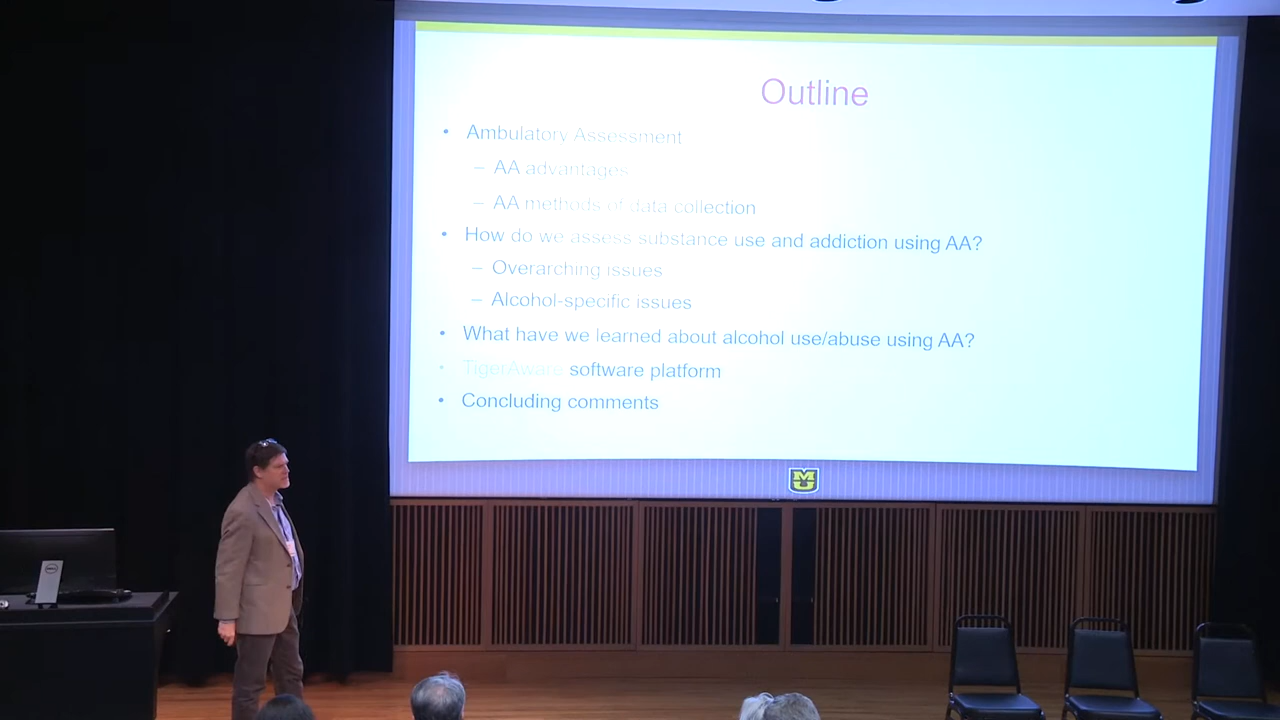 Outline
• Ambulatory Assessment
– AA advantages
– AA methods of data collection
• How do we assess substance use and addiction using AA?
– Overarching issues
– Alcohol-specific issues
• What have we learned about alcohol use/abuse using AA?
• TigerAware software platform
• Concluding comments
MU
DELL